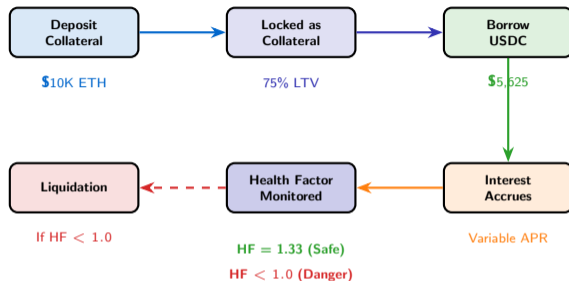 Deposit
Collateral
Locked as
Collateral
Borrow
USDC
$10K ETH
75% LTV
$5,625
Liquidation
Health Factor
Monitored
Interest
Accrues
If HF < 1.0
HF = 1.33 (Safe)
HF < 1.0 (Danger)
Variable APR